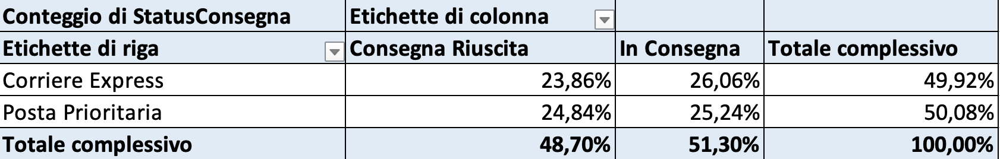 Conteggio di StatusConsegna Etichette di colonna
Etichette di riga Consegna Riuscita In Consegna Totale complessivo
Corriere Express 23,86% 26,06% 49,92%
Posta Prioritaria 24,84% 25,24% 50,08%
Totale complessivo 48,70% 51,30% 100,00%